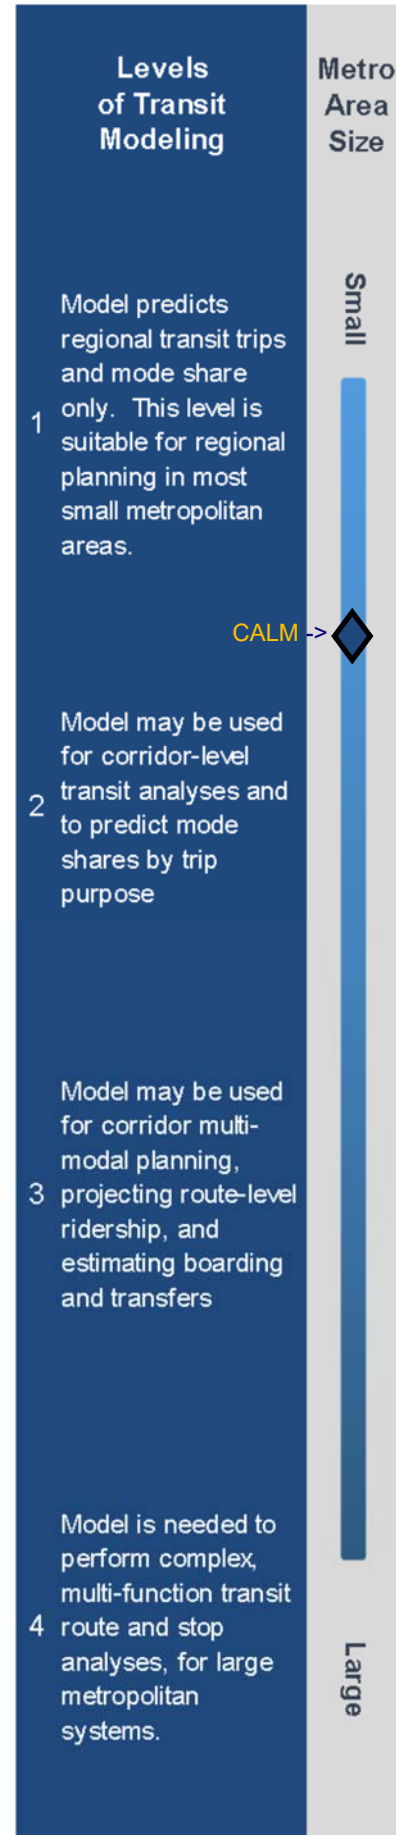 Levels
of Transit
Modeling
Metro
Area
Size
Small
Model predicts
regional transit trips
and mode share
only.  This level is
1
suitable for regional
planning in most
small metropolitan
areas.
CALM ->
Model may be used
for corridor-level
2 transit analyses and
to predict mode
shares by trip
purpose
Model may be used
for corridor multi-
modal planning,
3 projecting route-level
ridership, and
estimating boarding
and transfers
Model is needed to
perform complex,
multi-function transit
4 route and stop
analyses, for large
metropolitan
systems.
Large